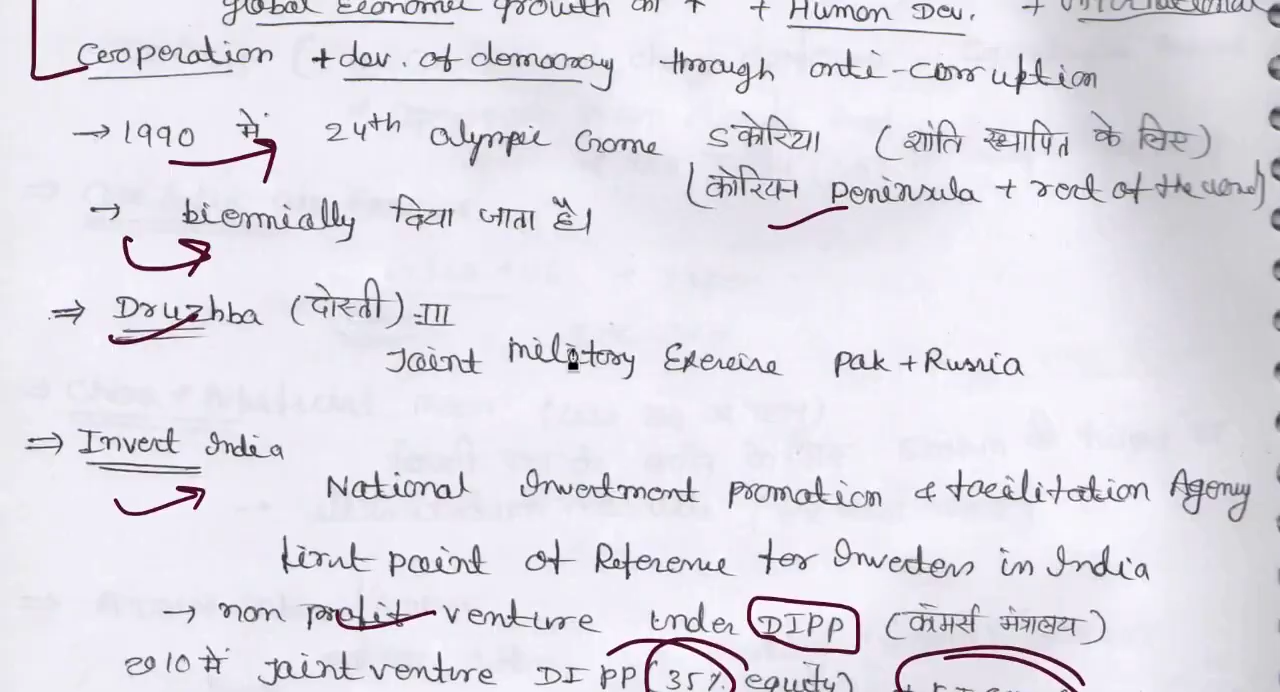 global Economic growth को + + Human Dev. +
Cooperation + dev. of democracy through anti-corruption
→ 1990 में 24th Olympic Game S कोरिया (शांति स्थापित के लिए)
(कोरियन peninsula + rest of the word)
→ biennially दिया जाता है।
⇒ Druzhba (दोस्ती)-III
Joint military Exercise Pak + Russia
⇒ Invest India
National Investment promotion & facilitation Agency
first point of Reference for Investers in India
→ non profit venture under DIPP (कॉमर्स मंत्रालय)
2010 में joint venture DIPP (35% equity)